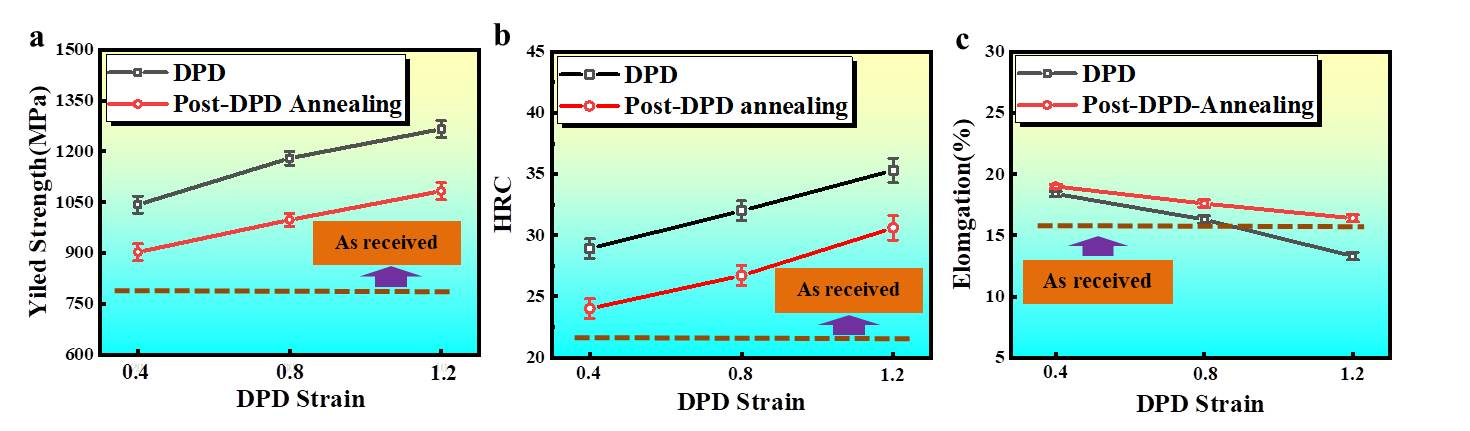 a
1500
1350
1200
1050
900
750
600
Yiled Strength(MPa)
DPD
Post-DPD Annealing
As received
0.4
0.8
1.2
DPD Strain
b
45
40
35
30
25
20
HRC
DPD
Post-DPD annealing
As received
0.4
0.8
1.2
DPD Strain
c
30
25
20
15
10
5
Elomgation(%)
DPD
Post-DPD-Annealing
As received
0.4
0.8
1.2
DPD Strain